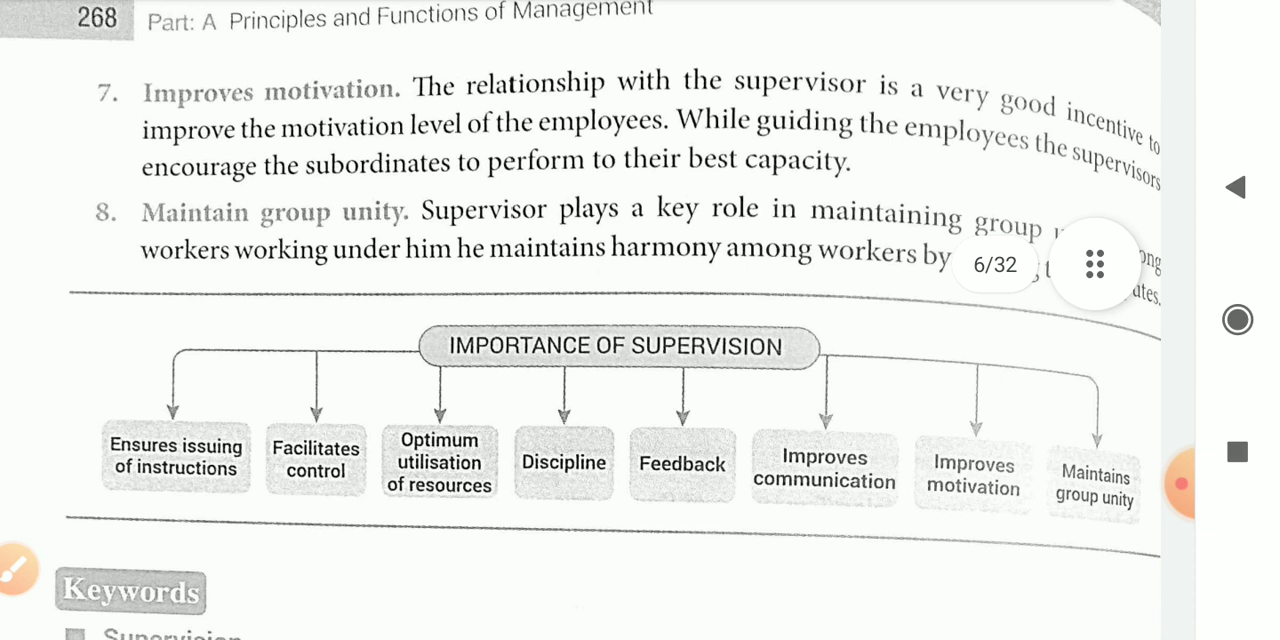 268 Part: A Principles and Functions of Management
7. Improves motivation. The relationship with the supervisor is a very good incentive to
improve the motivation level of the employees. While guiding the employees the supervisors
encourage the subordinates to perform to their best capacity.
8. Maintain group unity. Supervisor plays a key role in maintaining group
workers working under him he maintains harmony among workers by
6/32
IMPORTANCE OF SUPERVISION
Ensures issuing
of instructions
Facilitates
control
Optimum
utilisation
of resources
Discipline
Feedback
Improves
communication
Improves
motivation
Maintains
group unity
Keywords
Supervision